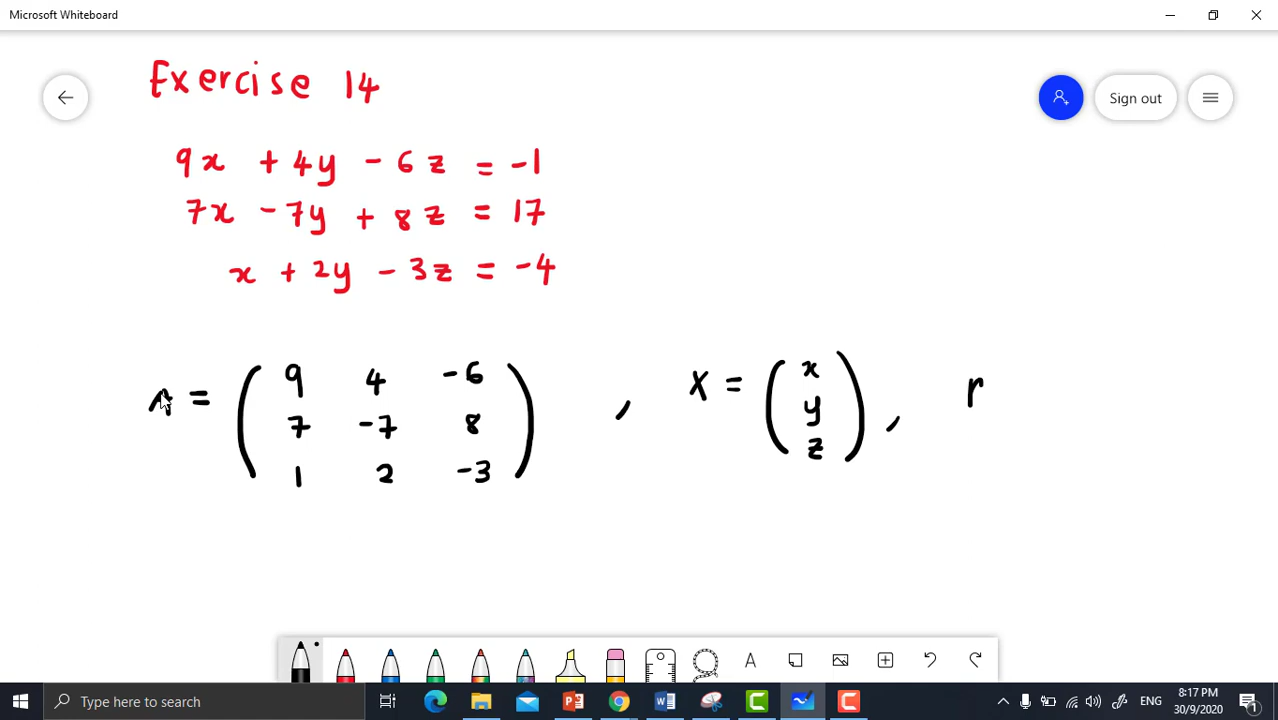 Microsoft Whiteboard
Exercise 14
Sign out
9x + 4y - 6z = -1
7x - 7y + 8z = 17
x + 2y - 3z = -4
A = ( 9 4 -6 ) , X = ( x ) , r
7 -7 8 y
1 2 -3 z
Type here to search
ENG
8:17 PM
30/9/2020
1